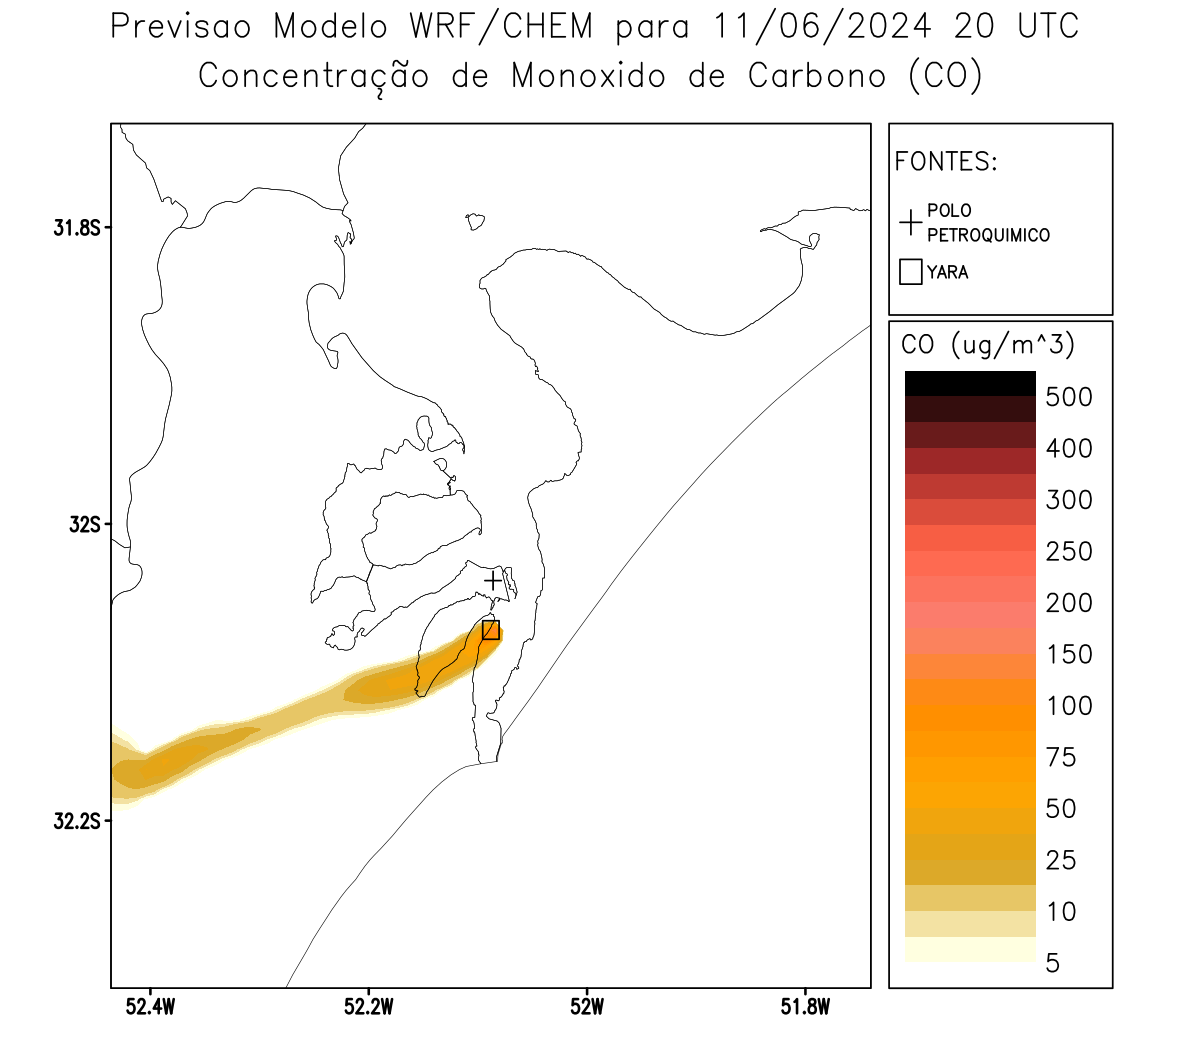 Previsao Modelo WRF/CHEM para 11/06/2024 20 UTC
Concentração de Monoxido de Carbono (CO)
FONTES:
POLO
PETROQUIMICO
YARA
CO (ug/m^3)
500
400
300
250
200
150
100
75
50
25
10
5
31.8S
32S
32.2S
52.4W
52.2W
52W
51.8W